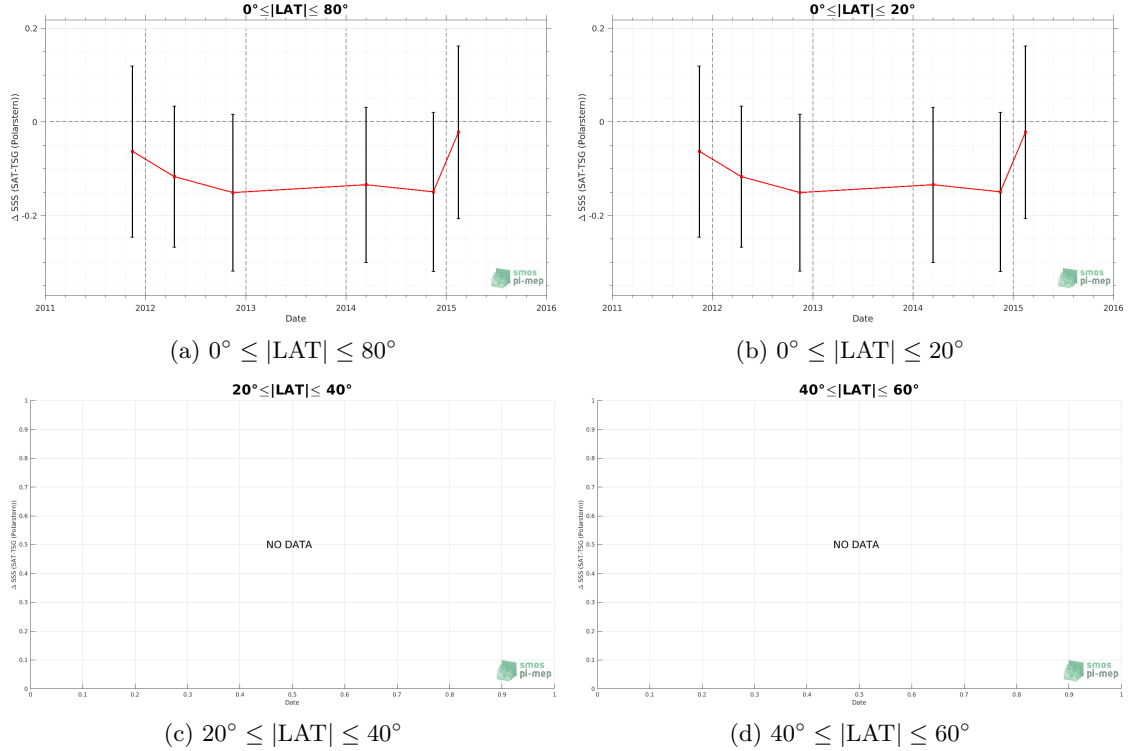 0°≤|LAT|≤ 80°
0.2
0
-0.2
Δ SSS (SAT-TSG (Polarstern))
2011 2012 2013 2014 2015 2016
Date
smos
pi-mep
(a) 0° ≤ |LAT| ≤ 80°
0°≤|LAT|≤ 20°
0.2
0
-0.2
Δ SSS (SAT-TSG (Polarstern))
2011 2012 2013 2014 2015 2016
Date
smos
pi-mep
(b) 0° ≤ |LAT| ≤ 20°
20°≤|LAT|≤ 40°
1
0.9
0.8
0.7
0.6
0.5
0.4
0.3
0.2
0.1
0
Δ SSS (SAT-TSG (Polarstern))
NO DATA
0 0.1 0.2 0.3 0.4 0.5 0.6 0.7 0.8 0.9 1
Date
smos
pi-mep
(c) 20° ≤ |LAT| ≤ 40°
40°≤|LAT|≤ 60°
1
0.9
0.8
0.7
0.6
0.5
0.4
0.3
0.2
0.1
0
Δ SSS (SAT-TSG (Polarstern))
NO DATA
0 0.1 0.2 0.3 0.4 0.5 0.6 0.7 0.8 0.9 1
Date
smos
pi-mep
(d) 40° ≤ |LAT| ≤ 60°